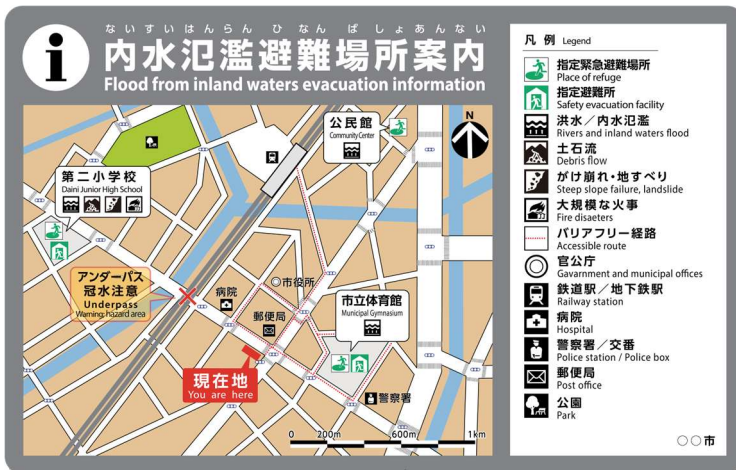 ないすいはんらん ひなん ばしょあんない
内水氾濫避難場所案内
Flood from inland waters evacuation information
公民館
Community Center
N
第二小学校
Daini Junior High School
アンダーパス
冠水注意
Underpass
Warning: hazard area
病院
市役所
郵便局
市立体育館
Municipal Gymnasium
現在地
You are here
警察署
0 200m 600m 1km
凡例 Legend
指定緊急避難場所
Place of refuge
指定避難所
Safety evacuation facility
洪水/内水氾濫
Rivers and inland waters flood
土石流
Debris flow
がけ崩れ・地すべり
Steep slope failure, landslide
大規模な火事
Fire disaeters
バリアフリー経路
Accessible route
官公庁
Gavarnment and municipal offices
鉄道駅/地下鉄駅
Railway station
病院
Hospital
警察署/交番
Police station / Police box
郵便局
Post office
公園
Park
○○市